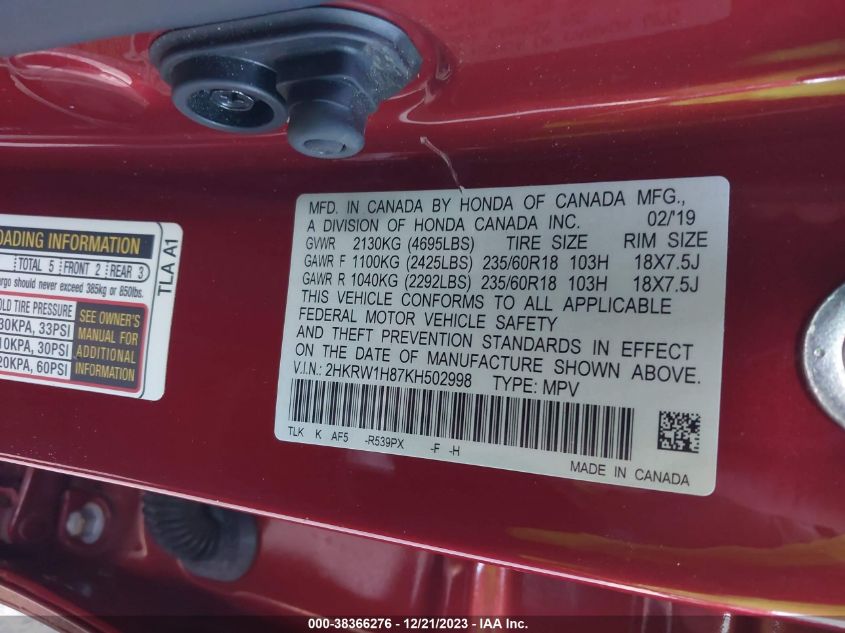 MFD. IN CANADA BY HONDA OF CANADA MFG.,
A DIVISION OF HONDA CANADA INC. 02/'19
GVWR 2130KG (4695LBS) TIRE SIZE RIM SIZE
GAWR F 1100KG (2425LBS) 235/60R18 103H 18X7.5J
GAWR R 1040KG (2292LBS) 235/60R18 103H 18X7.5J
THIS VEHICLE CONFORMS TO ALL APPLICABLE
FEDERAL MOTOR VEHICLE SAFETY
AND THEFT PREVENTION STANDARDS IN EFFECT
ON THE DATE OF MANUFACTURE SHOWN ABOVE.
V.I.N.: 2HKRW1H87KH502998 TYPE: MPV
TLK K AF5 -R539PX -F -H
MADE IN CANADA
OADING INFORMATION
TOTAL 5 FRONT 2 REAR 3
rgo should never exceed 385kg or 850lbs.
OLD TIRE PRESSURE
30KPA, 33PSI
10KPA, 30PSI
20KPA, 60PSI
SEE OWNER'S
MANUAL FOR
ADDITIONAL
INFORMATION
TLA A1
000-38366276 - 12/21/2023 - IAA Inc.